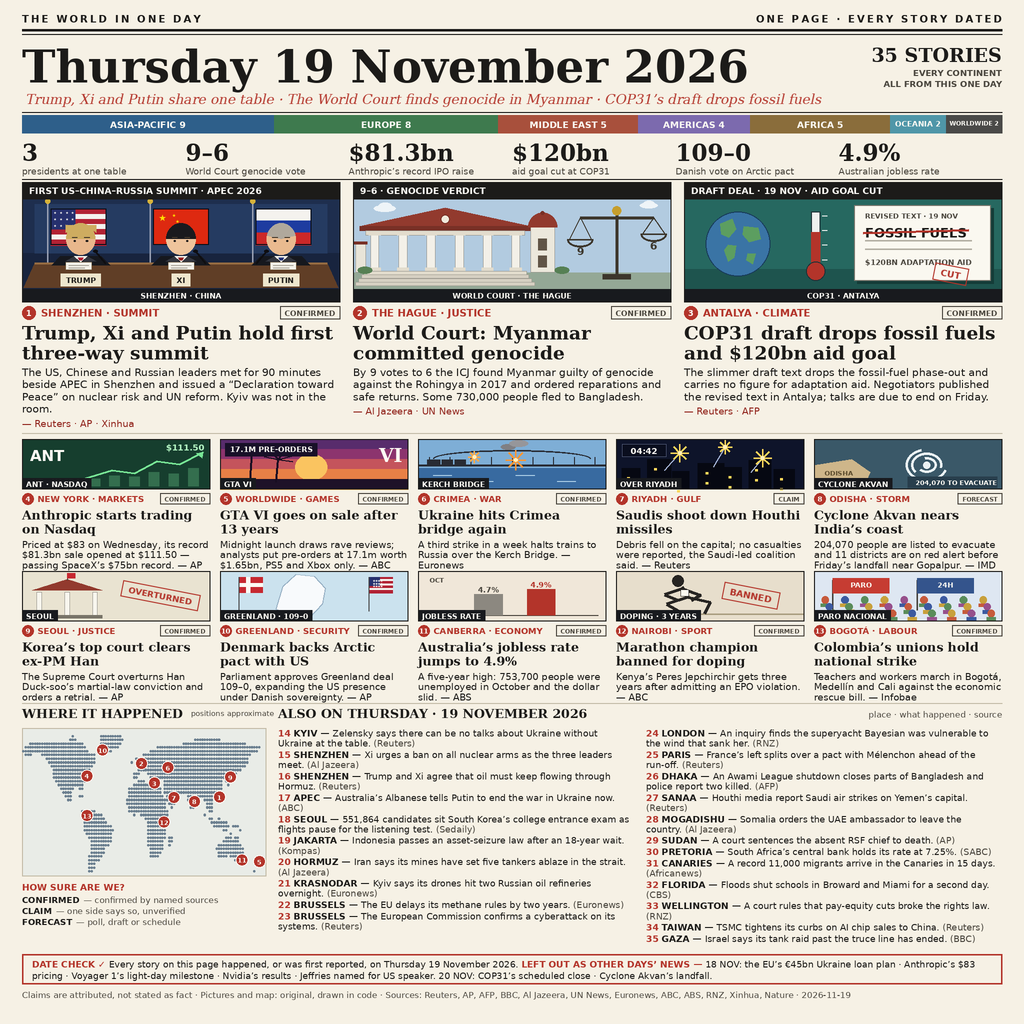 THE WORLD IN ONE DAY
ONE PAGE · EVERY STORY DATED
Thursday 19 November 2026
35 STORIES
EVERY CONTINENT
ALL FROM THIS ONE DAY
Trump, Xi and Putin share one table · The World Court finds genocide in Myanmar · COP31’s draft drops fossil fuels
ASIA-PACIFIC 9
EUROPE 8
MIDDLE EAST 5
AMERICAS 4
AFRICA 5
OCEANIA 2
WORLDWIDE 2
3
presidents at one table
9–6
World Court genocide vote
$81.3bn
Anthropic’s record IPO raise
$120bn
aid goal cut at COP31
109–0
Danish vote on Arctic pact
4.9%
Australian jobless rate
FIRST US–CHINA–RUSSIA SUMMIT · APEC 2026
TRUMP
XI
PUTIN
SHENZHEN · CHINA
1 SHENZHEN · SUMMIT
CONFIRMED
Trump, Xi and Putin hold first
three-way summit
The US, Chinese and Russian leaders met for 90 minutes
beside APEC in Shenzhen and issued a “Declaration toward
Peace” on nuclear risk and UN reform. Kyiv was not in the
room.
— Reuters · AP · Xinhua
9–6 · GENOCIDE VERDICT
9
6
WORLD COURT · THE HAGUE
2 THE HAGUE · JUSTICE
CONFIRMED
World Court: Myanmar
committed genocide
By 9 votes to 6 the ICJ found Myanmar guilty of genocide
against the Rohingya in 2017 and ordered reparations and
safe returns. Some 730,000 people fled to Bangladesh.
— Al Jazeera · UN News
DRAFT DEAL · 19 NOV · AID GOAL CUT
REVISED TEXT · 19 NOV
FOSSIL FUELS
$120BN ADAPTATION AID
CUT
COP31 · ANTALYA
3 ANTALYA · CLIMATE
CONFIRMED
COP31 draft drops fossil fuels
and $120bn aid goal
The slimmer draft text drops the fossil-fuel phase-out and
carries no figure for adaptation aid. Negotiators published
the revised text in Antalya; talks are due to end on Friday.
— Reuters · AFP
ANT
$111.50
ANT · NASDAQ
4 NEW YORK · MARKETS
CONFIRMED
Anthropic starts trading
on Nasdaq
Priced at $83 on Wednesday, its record
$81.3bn sale opened at $111.50 —
passing SpaceX’s $75bn record. — AP
17.1M PRE-ORDERS
VI
GTA VI
5 WORLDWIDE · GAMES
CONFIRMED
GTA VI goes on sale after
13 years
Midnight launch draws rave reviews;
analysts put pre-orders at 17.1m worth
$1.65bn, PS5 and Xbox only. — ABC
KERCH BRIDGE
6 CRIMEA · WAR
CONFIRMED
Ukraine hits Crimea
bridge again
A third strike in a week halts trains to
Russia over the Kerch Bridge. —
Euronews
04:42
OVER RIYADH
7 RIYADH · GULF
CLAIM
Saudis shoot down Houthi
missiles
Debris fell on the capital; no casualties
were reported, the Saudi-led coalition
said. — Reuters
ODISHA
CYCLONE AKVAN
204,070 TO EVACUATE
8 ODISHA · STORM
FORECAST
Cyclone Akvan nears
India’s coast
204,070 people are listed to evacuate
and 11 districts are on red alert before
Friday’s landfall near Gopalpur. — IMD
OVERTURNED
SEOUL
9 SEOUL · JUSTICE
CONFIRMED
Korea’s top court clears
ex-PM Han
The Supreme Court overturns Han
Duck-soo’s martial-law conviction and
orders a retrial. — AP
GREENLAND · 109–0
10 GREENLAND · SECURITY
CONFIRMED
Denmark backs Arctic
pact with US
Parliament approves Greenland deal
109–0, expanding the US presence
under Danish sovereignty. — AP
OCT
4.7%
4.9%
JOBLESS RATE
11 CANBERRA · ECONOMY
CONFIRMED
Australia’s jobless rate
jumps to 4.9%
A five-year high: 753,700 people were
unemployed in October and the dollar
slid. — ABS
BANNED
DOPING · 3 YEARS
12 NAIROBI · SPORT
CONFIRMED
Marathon champion
banned for doping
Kenya’s Peres Jepchirchir gets three
years after admitting an EPO violation.
— ABC
PARO
24H
PARO NACIONAL
13 BOGOTÁ · LABOUR
CONFIRMED
Colombia’s unions hold
national strike
Teachers and workers march in Bogotá,
Medellín and Cali against the economic
rescue bill. — Infobae
WHERE IT HAPPENED
positions approximate
10
2
6
4
3
9
7
8
1
13
12
11
5
HOW SURE ARE WE?
CONFIRMED — confirmed by named sources
CLAIM — one side says so, unverified
FORECAST — poll, draft or schedule
ALSO ON THURSDAY · 19 NOVEMBER 2026
place · what happened · source
14 KYIV — Zelensky says there can be no talks about Ukraine without
Ukraine at the table. (Reuters)
15 SHENZHEN — Xi urges a ban on all nuclear arms as the three leaders
meet. (Al Jazeera)
16 SHENZHEN — Trump and Xi agree that oil must keep flowing through
Hormuz. (Reuters)
17 APEC — Australia’s Albanese tells Putin to end the war in Ukraine now.
(ABC)
18 SEOUL — 551,864 candidates sit South Korea’s college entrance exam as
flights pause for the listening test. (Sedaily)
19 JAKARTA — Indonesia passes an asset-seizure law after an 18-year wait.
(Kompas)
20 HORMUZ — Iran says its mines have set five tankers ablaze in the strait.
(Al Jazeera)
21 KRASNODAR — Kyiv says its drones hit two Russian oil refineries
overnight. (Euronews)
22 BRUSSELS — The EU delays its methane rules by two years. (Euronews)
23 BRUSSELS — The European Commission confirms a cyberattack on its
systems. (Reuters)
24 LONDON — An inquiry finds the superyacht Bayesian was vulnerable to
the wind that sank her. (RNZ)
25 PARIS — France’s left splits over a pact with Mélenchon ahead of the
run-off. (Reuters)
26 DHAKA — An Awami League shutdown closes parts of Bangladesh and
police report two killed. (AFP)
27 SANAA — Houthi media report Saudi air strikes on Yemen’s capital.
(Reuters)
28 MOGADISHU — Somalia orders the UAE ambassador to leave the
country. (Al Jazeera)
29 SUDAN — A court sentences the absent RSF chief to death. (AP)
30 PRETORIA — South Africa’s central bank holds its rate at 7.25%. (SABC)
31 CANARIES — A record 11,000 migrants arrive in the Canaries in 15 days.
(Africanews)
32 FLORIDA — Floods shut schools in Broward and Miami for a second day.
(CBS)
33 WELLINGTON — A court rules that pay-equity cuts broke the rights law.
(RNZ)
34 TAIWAN — TSMC tightens its curbs on AI chip sales to China. (Reuters)
35 GAZA — Israel says its tank raid past the truce line has ended. (BBC)
DATE CHECK ✓ Every story on this page happened, or was first reported, on Thursday 19 November 2026. LEFT OUT AS OTHER DAYS’ NEWS — 18 NOV: the EU’s €45bn Ukraine loan plan · Anthropic’s $83
pricing · Voyager 1’s light-day milestone · Nvidia’s results · Jeffries named for US speaker. 20 NOV: COP31’s scheduled close · Cyclone Akvan’s landfall.
Claims are attributed, not stated as fact · Pictures and map: original, drawn in code · Sources: Reuters, AP, AFP, BBC, Al Jazeera, UN News, Euronews, ABC, ABS, RNZ, Xinhua, Nature · 2026-11-19